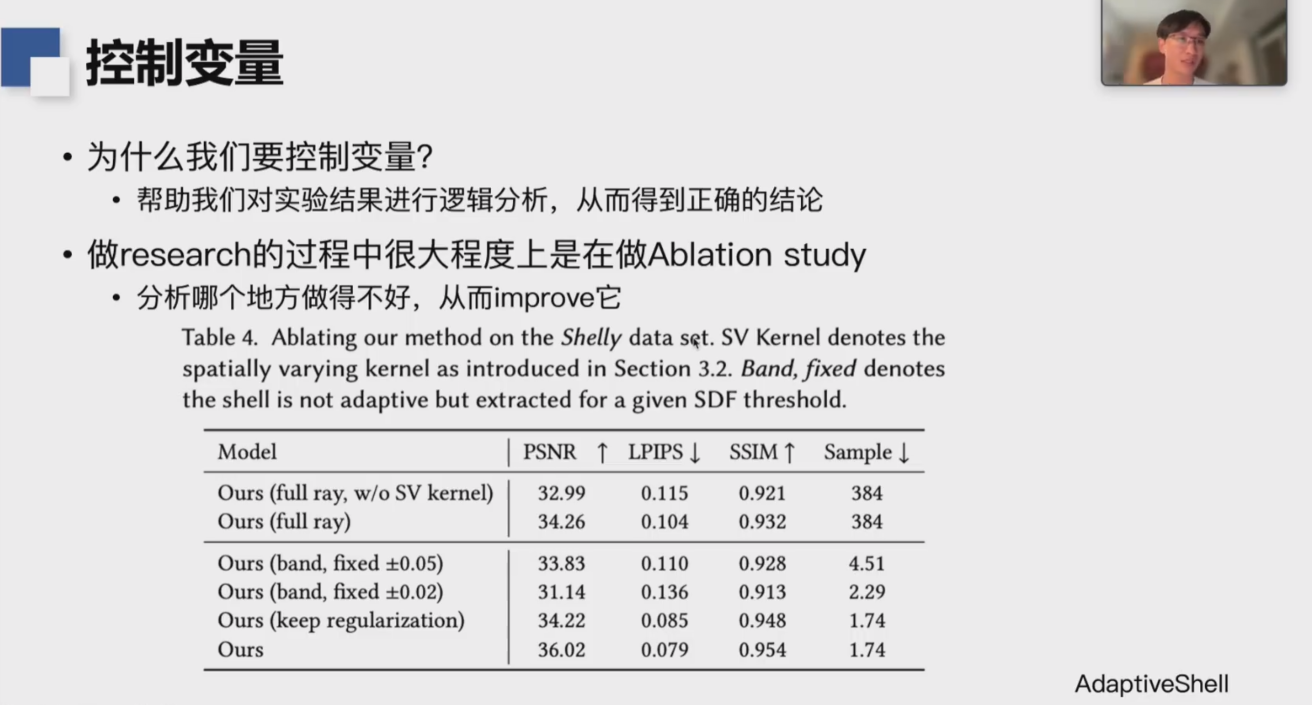 控制变量
• 为什么我们要控制变量?
• 帮助我们对实验结果进行逻辑分析，从而得到正确的结论
• 做research的过程中很大程度上是在做Ablation study
• 分析哪个地方做得不好，从而improve它
Table 4. Ablating our method on the Shelly data set. SV Kernel denotes the
spatially varying kernel as introduced in Section 3.2. Band, fixed denotes
the shell is not adaptive but extracted for a given SDF threshold.
Model PSNR ↑ LPIPS ↓ SSIM ↑ Sample ↓
Ours (full ray, w/o SV kernel) 32.99 0.115 0.921 384
Ours (full ray) 34.26 0.104 0.932 384
Ours (band, fixed ±0.05) 33.83 0.110 0.928 4.51
Ours (band, fixed ±0.02) 31.14 0.136 0.913 2.29
Ours (keep regularization) 34.22 0.085 0.948 1.74
Ours 36.02 0.079 0.954 1.74
AdaptiveShell